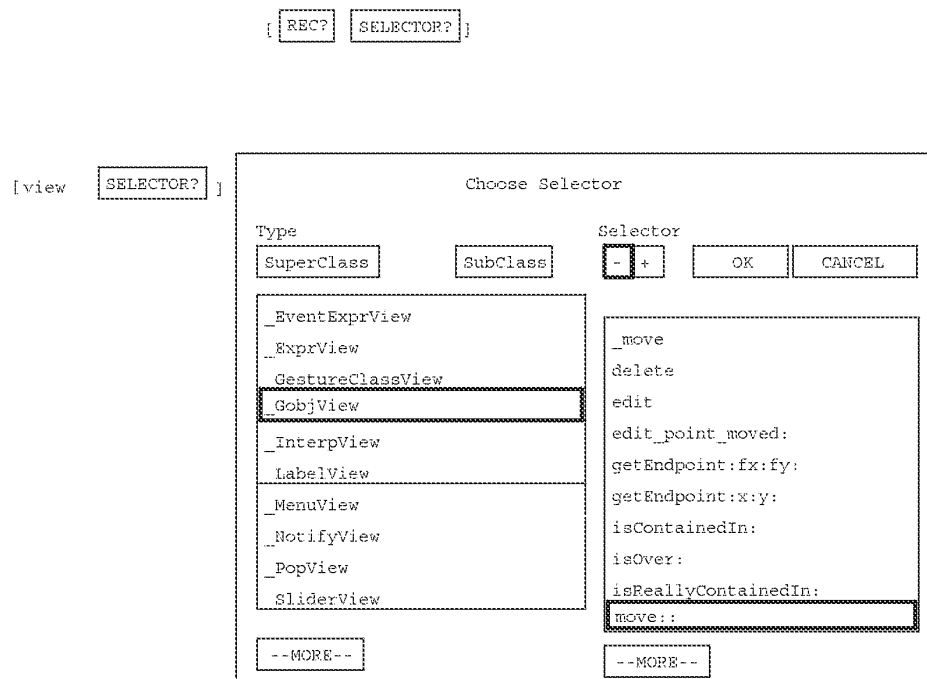 [ REC? SELECTOR? ]
[view SELECTOR? ]
Choose Selector
Type
Selector
SuperClass SubClass
- + OK CANCEL
_EventExprView
_ExprView
_GestureClassView
_GobjView
_InterpView
_LabelView
_MenuView
_NotifyView
_PopView
_SliderView
--MORE--
_move
delete
edit
edit_point_moved:
getEndpoint:fx:fy:
getEndpoint:x:y:
isContainedIn:
isOver:
isReallyContainedIn:
move::
--MORE--